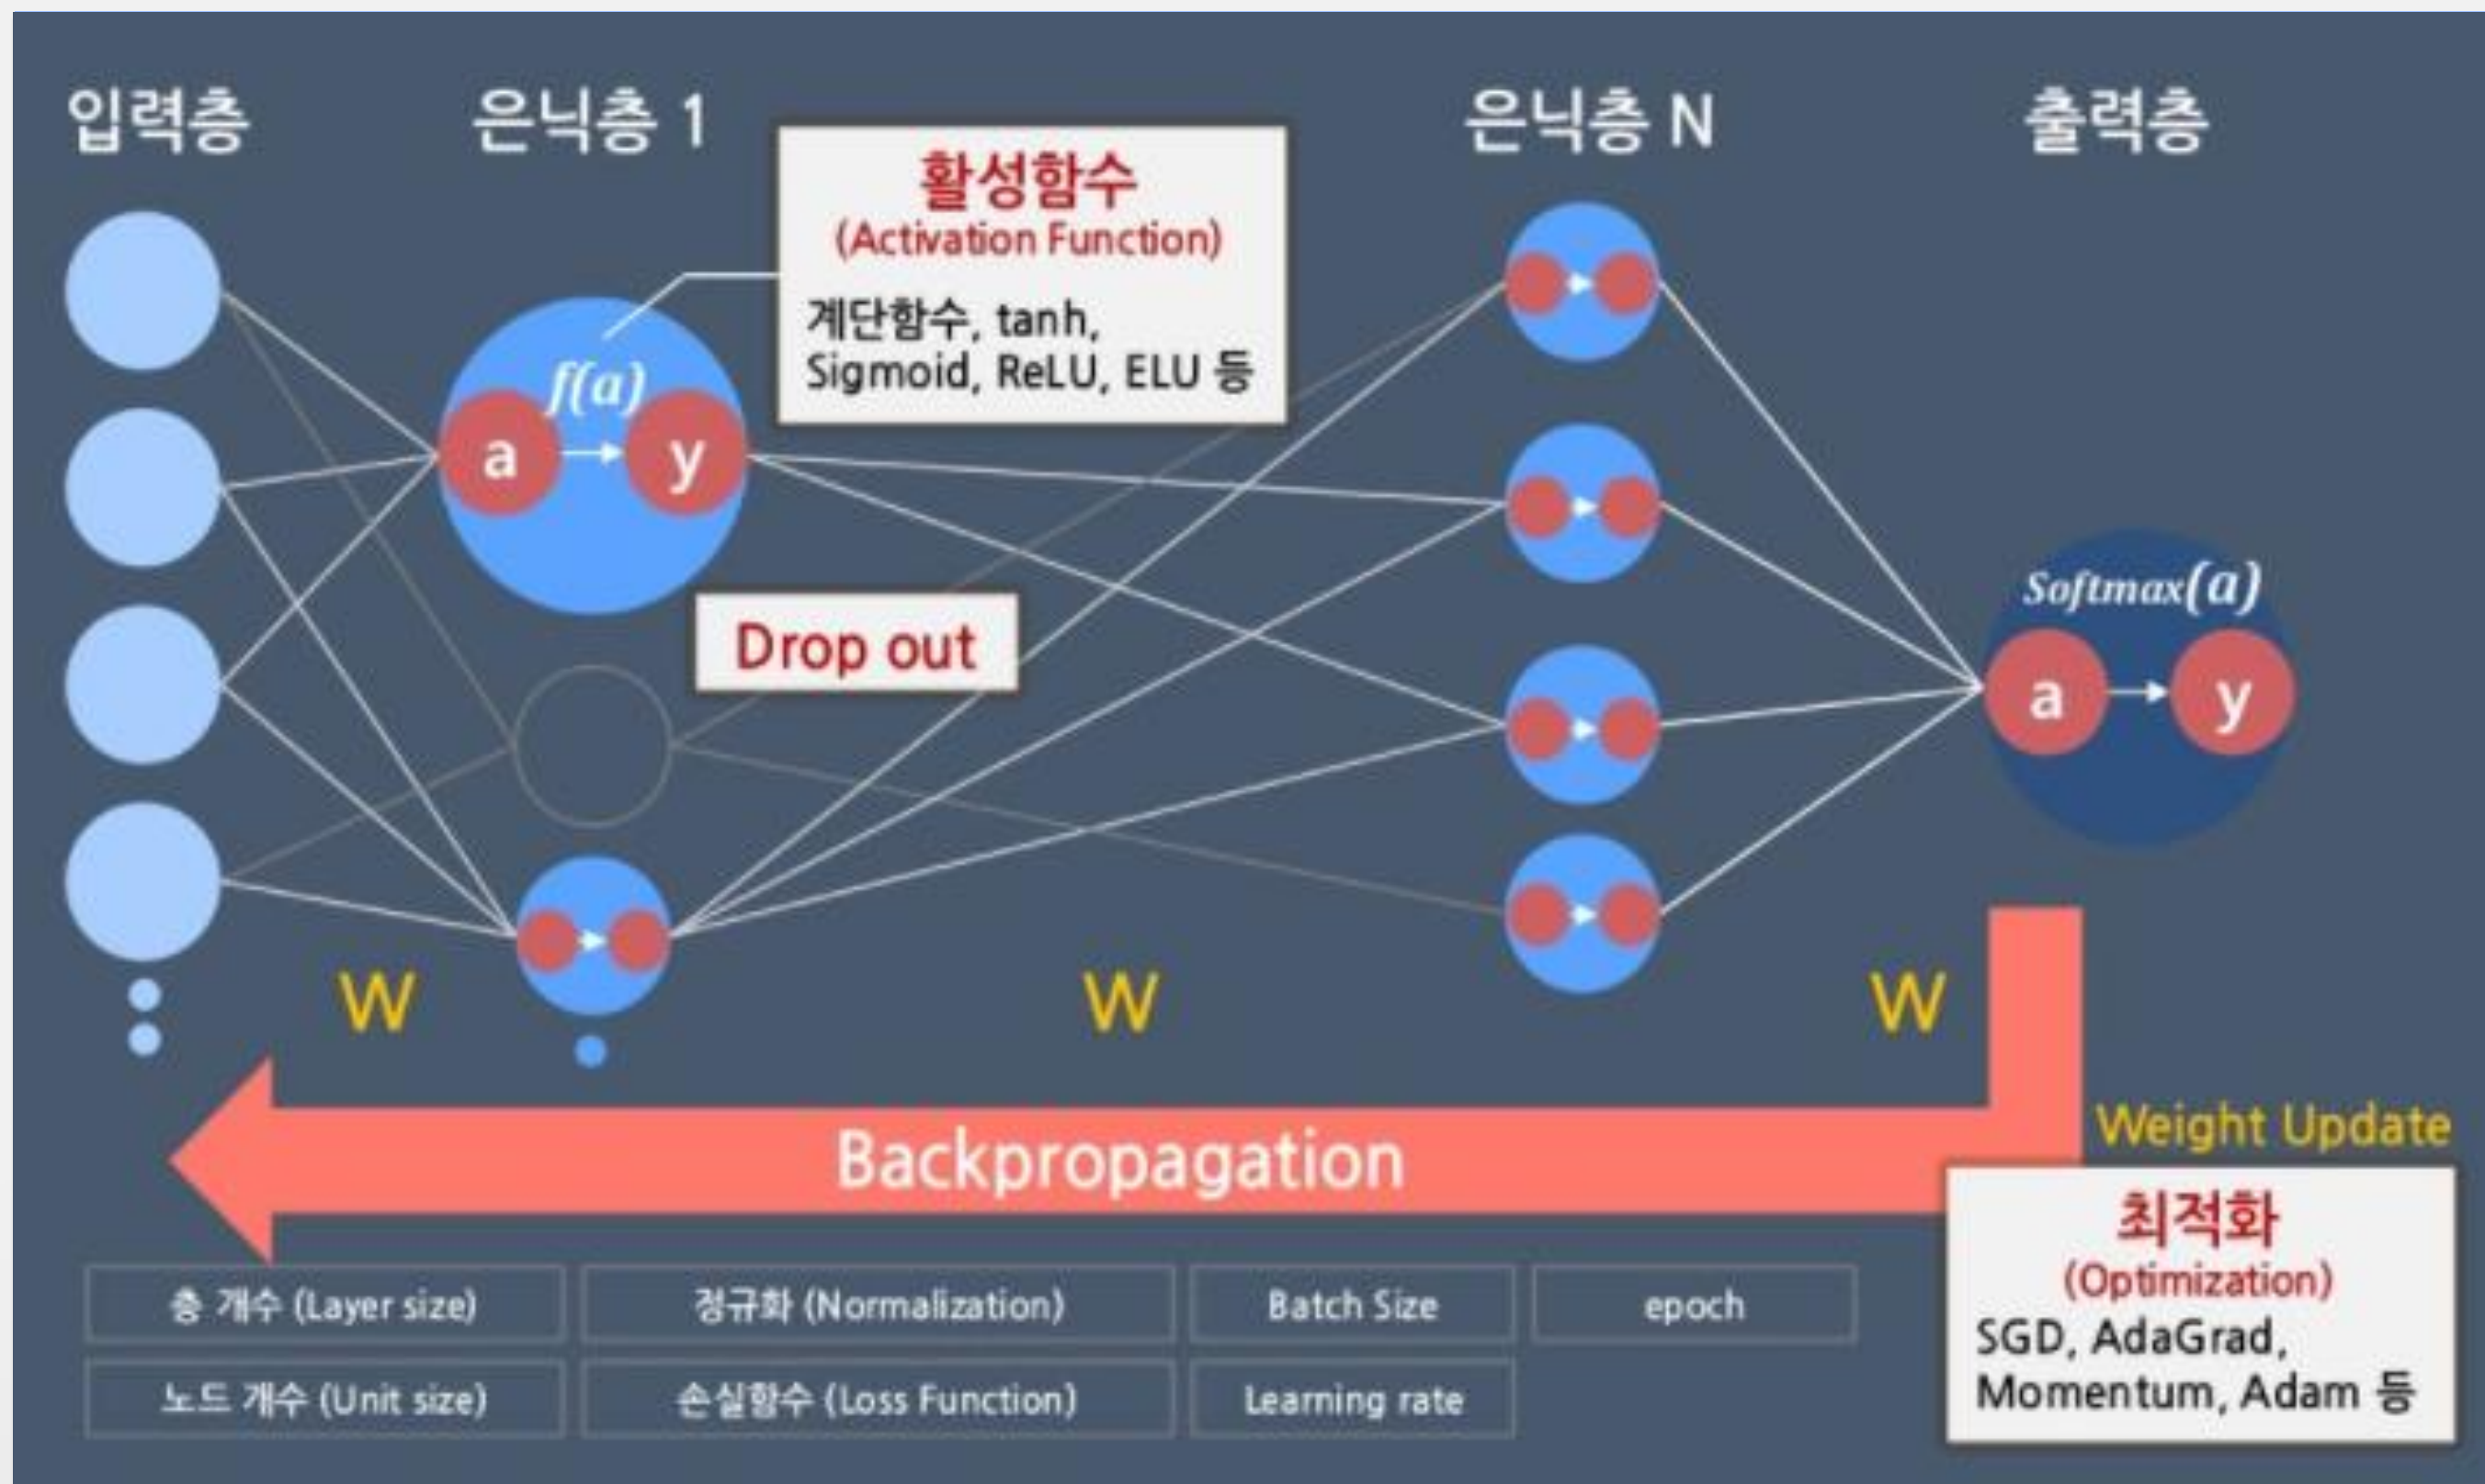 입력층
은닉층 1
은닉층 N
출력층
활성함수
(Activation Function)
계단함수, tanh,
Sigmoid, ReLU, ELU 등
f(a)
a
y
Drop out
Softmax(a)
a
y
W
W
W
Backpropagation
Weight Update
최적화
(Optimization)
SGD, AdaGrad,
Momentum, Adam 등
층 개수 (Layer size)
정규화 (Normalization)
Batch Size
epoch
노드 개수 (Unit size)
손실함수 (Loss Function)
Learning rate